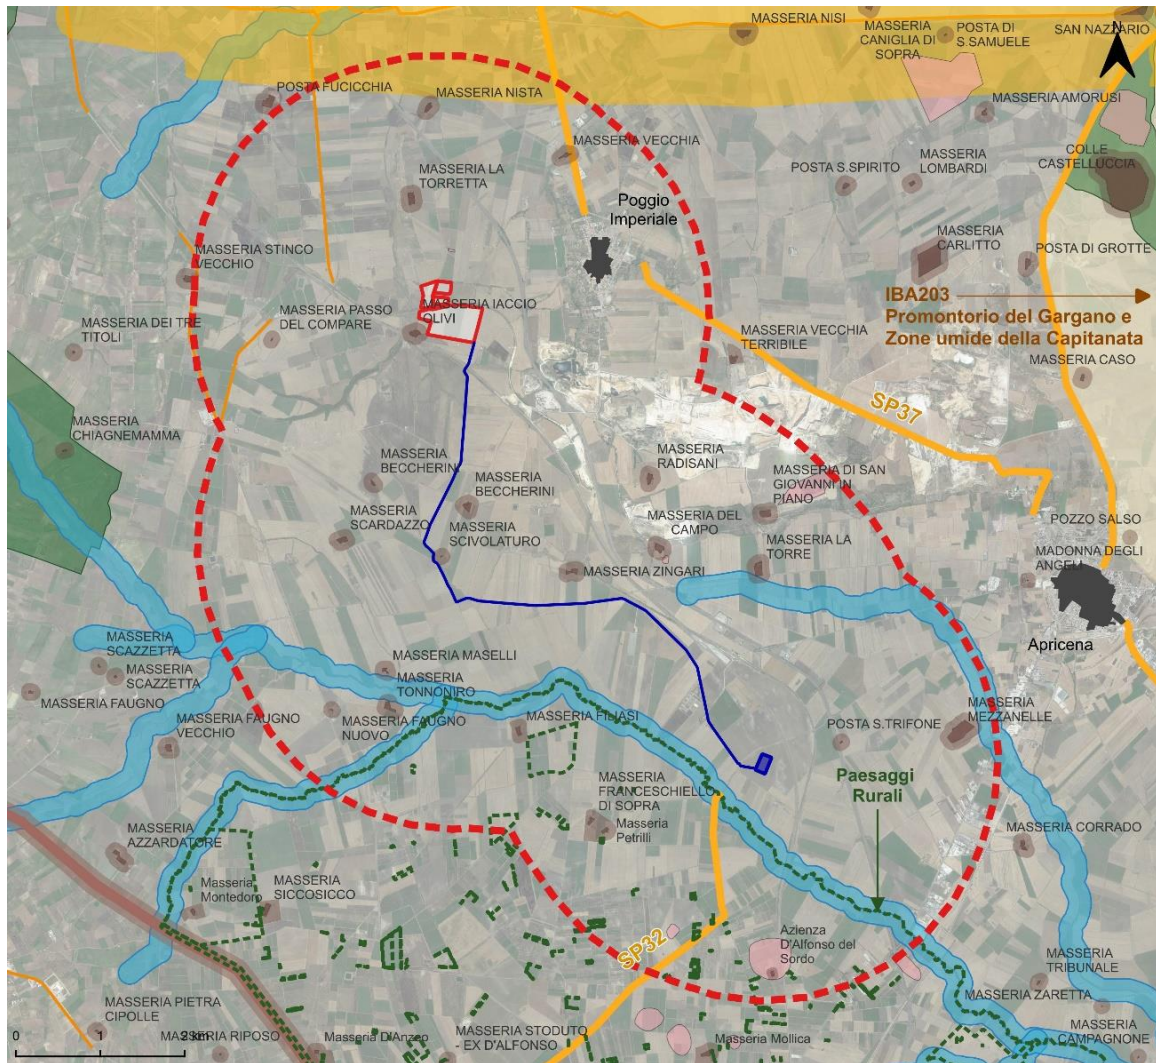 MASSERIA NISI
MASSERIA
CANIGLIA DI
SOPRA
POSTA DI
S.SAMUELE
SAN NAZZARIO
N
POSTA FUCICCHIA
MASSERIA NISTA
MASSERIA AMORUSI
MASSERIA VECCHIA
COLLE
CASTELLUCCIA
MASSERIA LA
TORRETTA
POSTA S.SPIRITO
MASSERIA
LOMBARDI
Poggio
Imperiale
MASSERIA STINCO
VECCHIO
MASSERIA
CARLITTO
POSTA DI GROTTE
MASSERIA IACCIO
OLIVI
IBA203
Promontorio del Gargano e
Zone umide della Capitanata
MASSERIA PASSO
DEL COMPARE
MASSERIA DEI TRE
TITOLI
MASSERIA VECCHIA
TERRIBILE
MASSERIA CASO
SP37
MASSERIA
CHIAGNEMAMMA
MASSERIA
BECCHERINI
MASSERIA
RADISANI
MASSERIA DI SAN
GIOVANNI IN
PIANO
MASSERIA
BECCHERINI
MASSERIA
SCARDAZZO
MASSERIA DEL
CAMPO
POZZO SALSO
MASSERIA
SCIVOLATURO
MASSERIA LA
TORRE
MADONNA DEGLI
ANGELI
MASSERIA ZINGARI
MASSERIA
SCAZZETTA
Apricena
MASSERIA MASELLI
MASSERIA
SCAZZETTA
MASSERIA
TONNONIRO
MASSERIA FAUGNO
MASSERIA FAUGNO
VECCHIO
MASSERIA FAUGNO
NUOVO
MASSERIA FILIASI
POSTA S.TRIFONE
MASSERIA
MEZZANELLE
Paesaggi
Rurali
MASSERIA
FRANCESCHIELLO
DI SOPRA
Masseria
Petrilli
MASSERIA
AZZARDATORE
MASSERIA CORRADO
Masseria
Montedoro
MASSERIA
SICCOSICCO
SP32
Azienza
D'Alfonso del
Sordo
MASSERIA
TRIBUNALE
MASSERIA ZARETTA
MASSERIA PIETRA
CIPOLLE
MASSERIA RIPOSO
Masseria D'Anzeo
MASSERIA STODUTO
- EX D'ALFONSO
Masseria
Mollica
MASSERIA
CAMPAGNONE
0 1 2 km